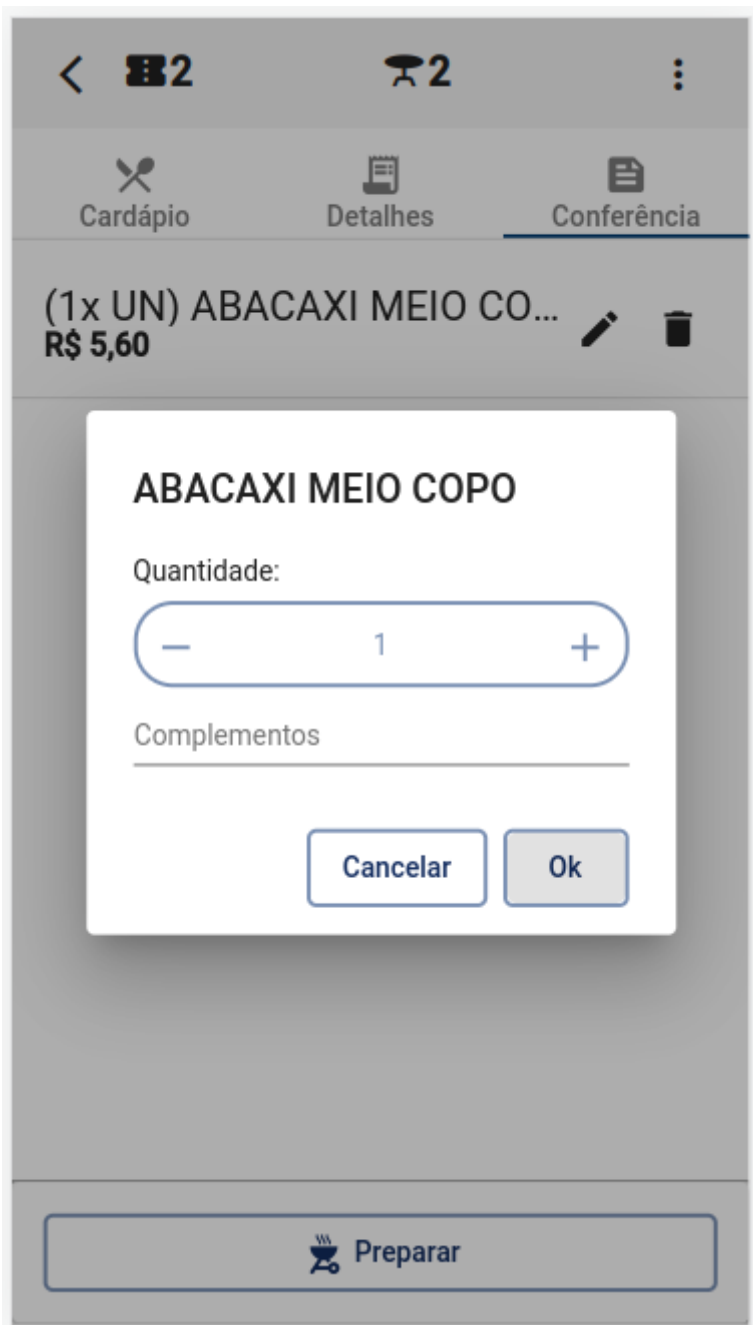 2
2
Cardápio
Detalhes
Conferência
(1x UN) ABACAXI MEIO CO...
R$ 5,60
ABACAXI MEIO COPO
Quantidade:
1
Complementos
Cancelar
Ok
Preparar